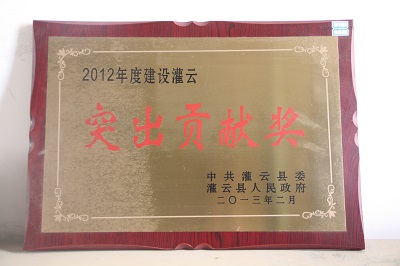 2012年度建设灌云
突出贡献奖
中共灌云县委
灌云县人民政府
二〇一三年二月